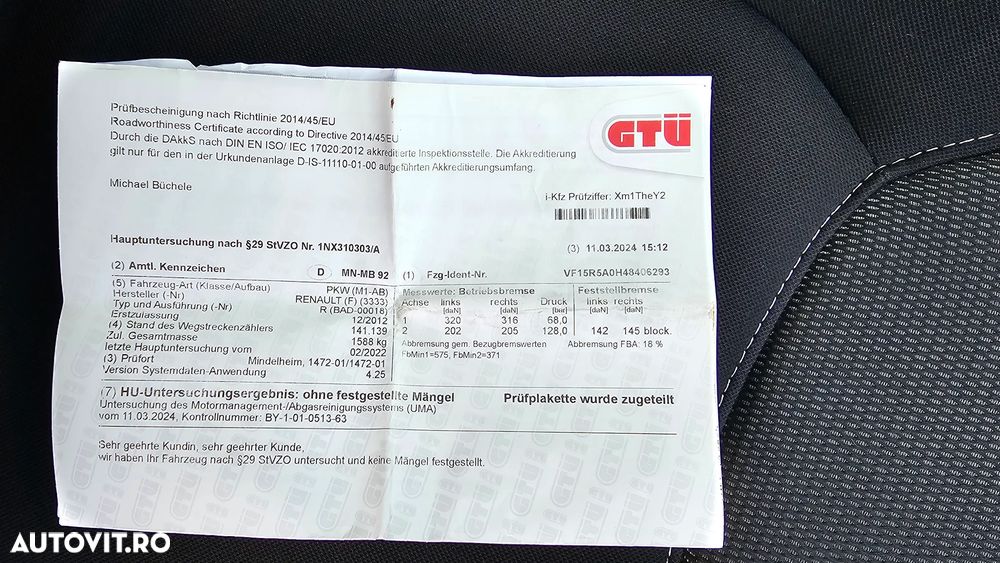 Prüfbescheinigung nach Richtlinie 2014/45/EU
Roadworthiness Certificate according to Directive 2014/45/EU
Durch die DAkkS nach DIN EN ISO/ IEC 17020:2012 akkreditierte Inspektionsstelle. Die Akkreditierung
gilt nur für den in der Urkundenanlage D-IS-11110-01-00 aufgeführten Akkreditierungsumfang.
GTÜ
Michael Büchele
i-Kfz Prüfziffer: Xm1TheY2
Hauptuntersuchung nach §29 StVZO Nr. 1NX310303/A
(3) 11.03.2024 15:12
(2) Amtl. Kennzeichen D MN-MB 92 (1) Fzg-Ident-Nr. VF15R5A0H48406293
(5) Fahrzeug-Art (Klasse/Aufbau) PKW (M1-AB)
Hersteller (-Nr) RENAULT (F) (3333)
Typ und Ausführung (-Nr) R (BAD-00018)
Erstzulassung 12/2012
(4) Stand des Wegstreckenzählers 141.139
Zul. Gesamtmasse 1588 kg
letzte Hauptuntersuchung vom 02/2022
(3) Prüfort Mindelheim, 1472-01/1472-01
Version Systemdaten-Anwendung 4.25
Messwerte: Betriebsbremse Feststellbremse
Achse links rechts Druck links rechts
[daN] [daN] [bar] [daN] [daN]
1 320 316 68,0
2 202 205 128,0 142 145 block.
Abbremsung gem. Bezugbremswerten Abbremsung FBA: 18 %
FbMin1=575, FbMin2=371
(7) HU-Untersuchungsergebnis: ohne festgestellte Mängel Prüfplakette wurde zugeteilt
Untersuchung des Motormanagement-/Abgasreinigungssystems (UMA)
vom 11.03.2024, Kontrollnummer: BY-1-01-0513-63
Sehr geehrte Kundin, sehr geehrter Kunde,
wir haben Ihr Fahrzeug nach §29 StVZO untersucht und keine Mängel festgestellt.
AUTOVIT.RO